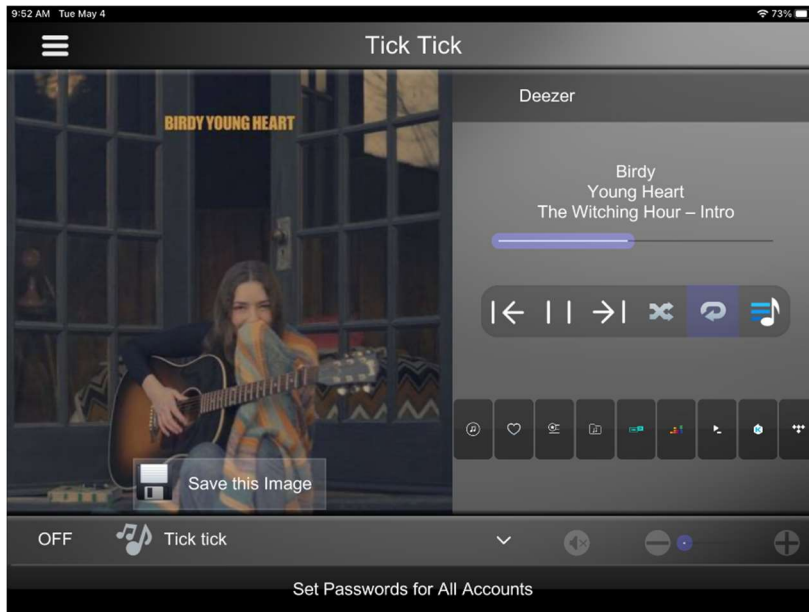 9:52 AM Tue May 4
73%
Tick Tick
BIRDY YOUNG HEART
Deezer
Birdy
Young Heart
The Witching Hour – Intro
Save this Image
OFF
Tick tick
Set Passwords for All Accounts